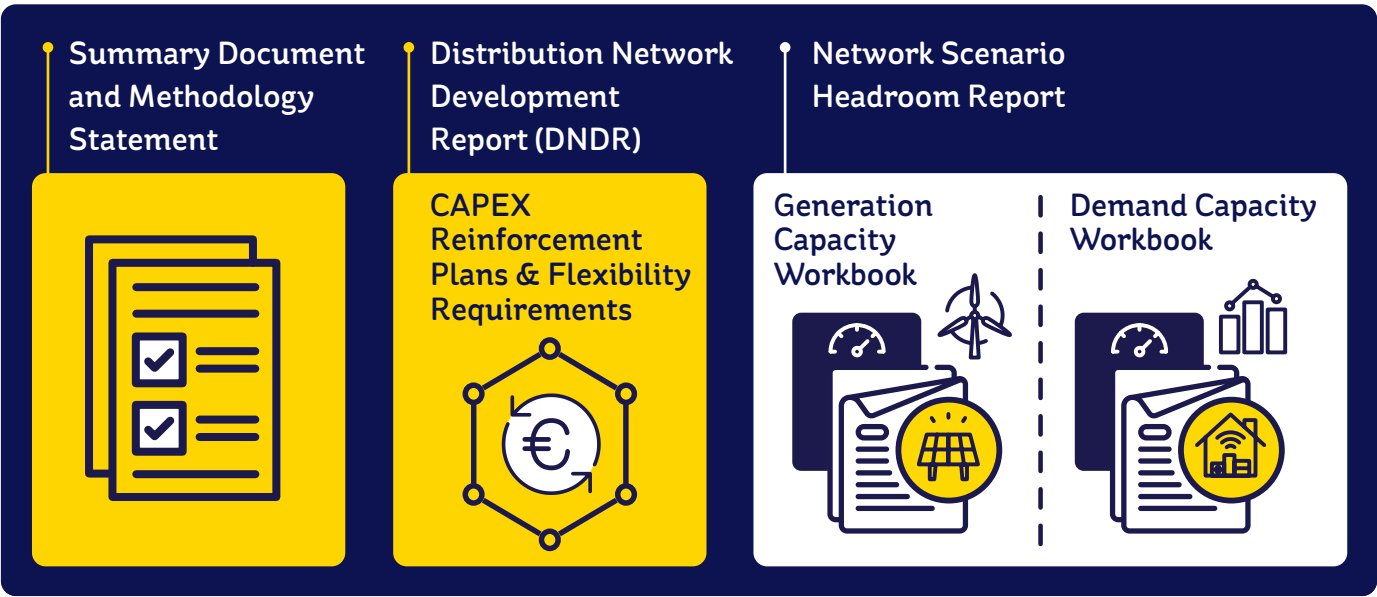 Summary Document
and Methodology
Statement
Distribution Network
Development
Report (DNDR)
CAPEX
Reinforcement
Plans & Flexibility
Requirements
€
Network Scenario
Headroom Report
Generation
Capacity
Workbook
Demand Capacity
Workbook